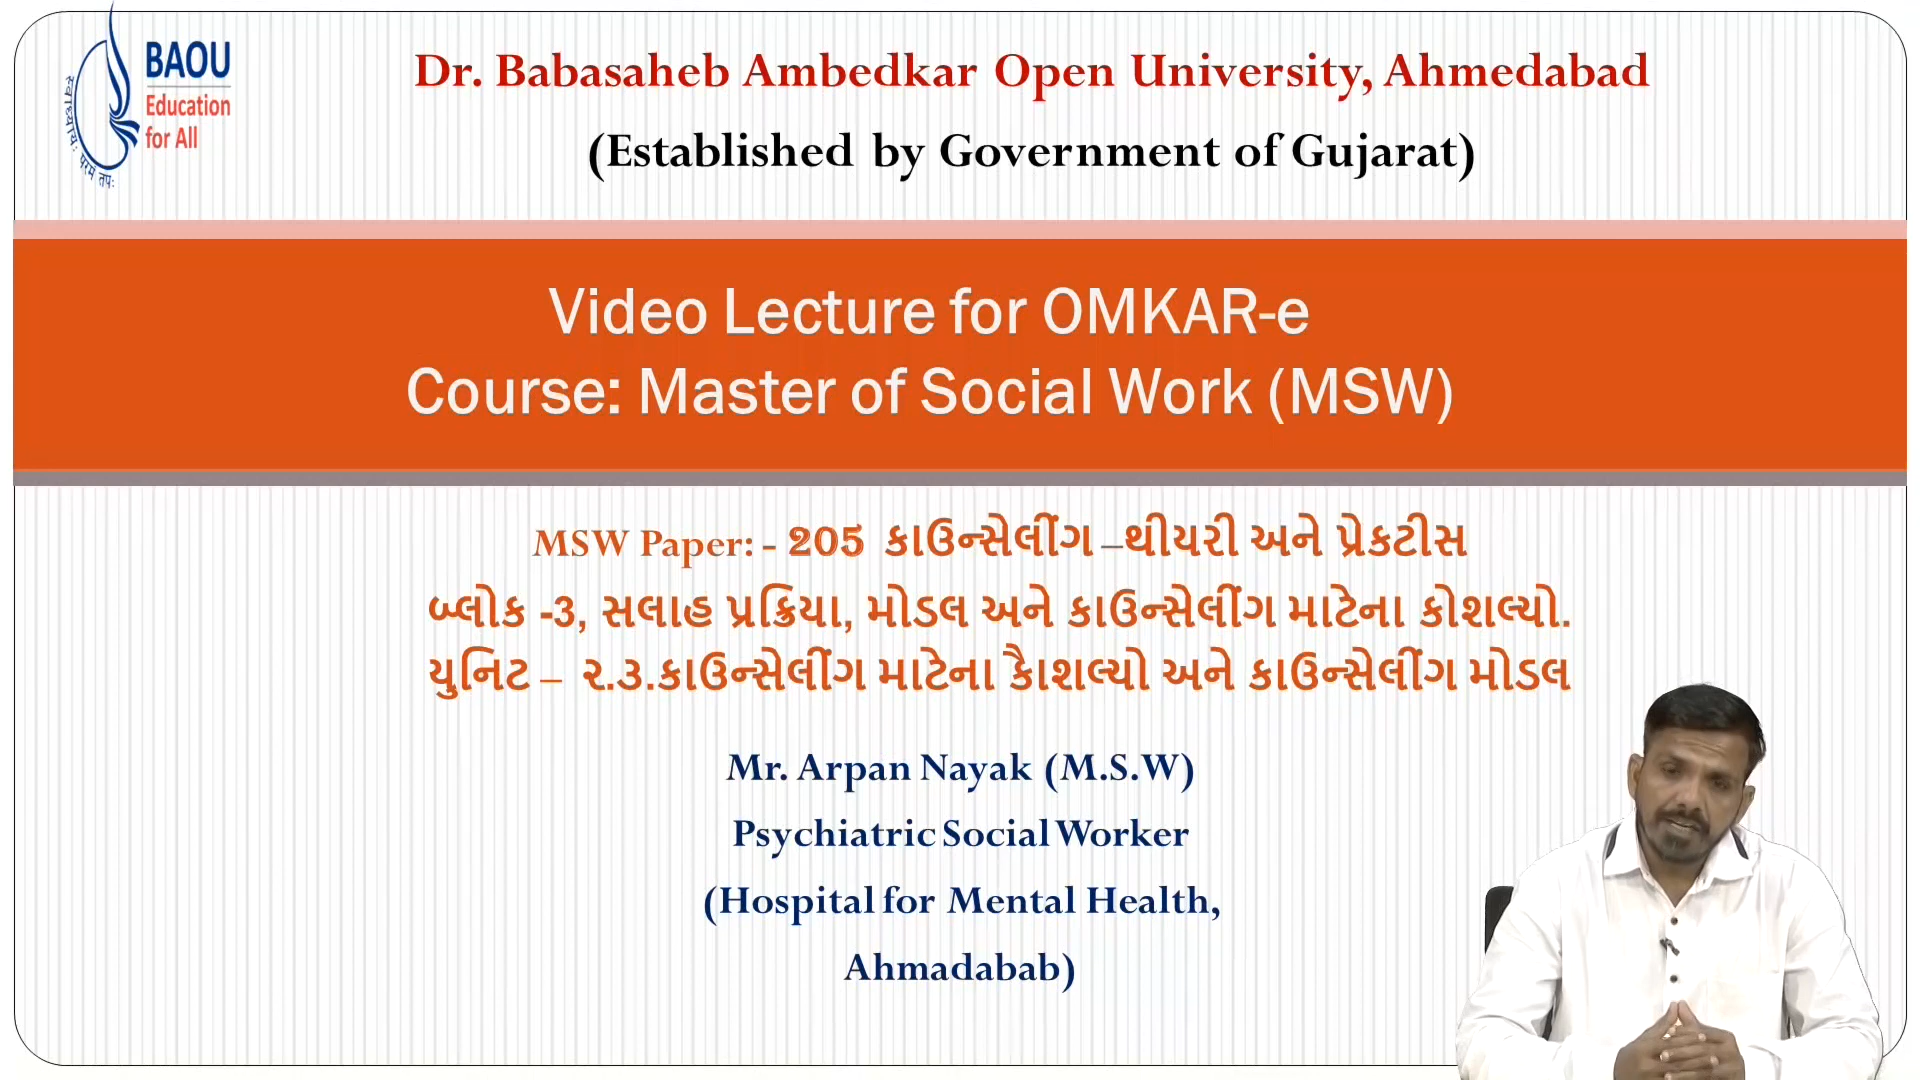 BAOU
Education
for All
स्वाध्यायः परमं तपः
Dr. Babasaheb Ambedkar Open University, Ahmedabad
(Established by Government of Gujarat)
Video Lecture for OMKAR-e
Course: Master of Social Work (MSW)
MSW Paper: - 205 કાઉન્સેલીંગ –થીયરી અને પ્રેકટીસ
બ્લોક -3, સલાહ પ્રક્રિયા, મોડલ અને કાઉન્સેલીંગ માટેના કોશલ્યો.
યુનિટ – ૨.૩.કાઉન્સેલીંગ માટેના કૈાશલ્યો અને કાઉન્સેલીંગ મોડલ
Mr. Arpan Nayak (M.S.W)
Psychiatric Social Worker
(Hospital for Mental Health,
Ahmadabab)